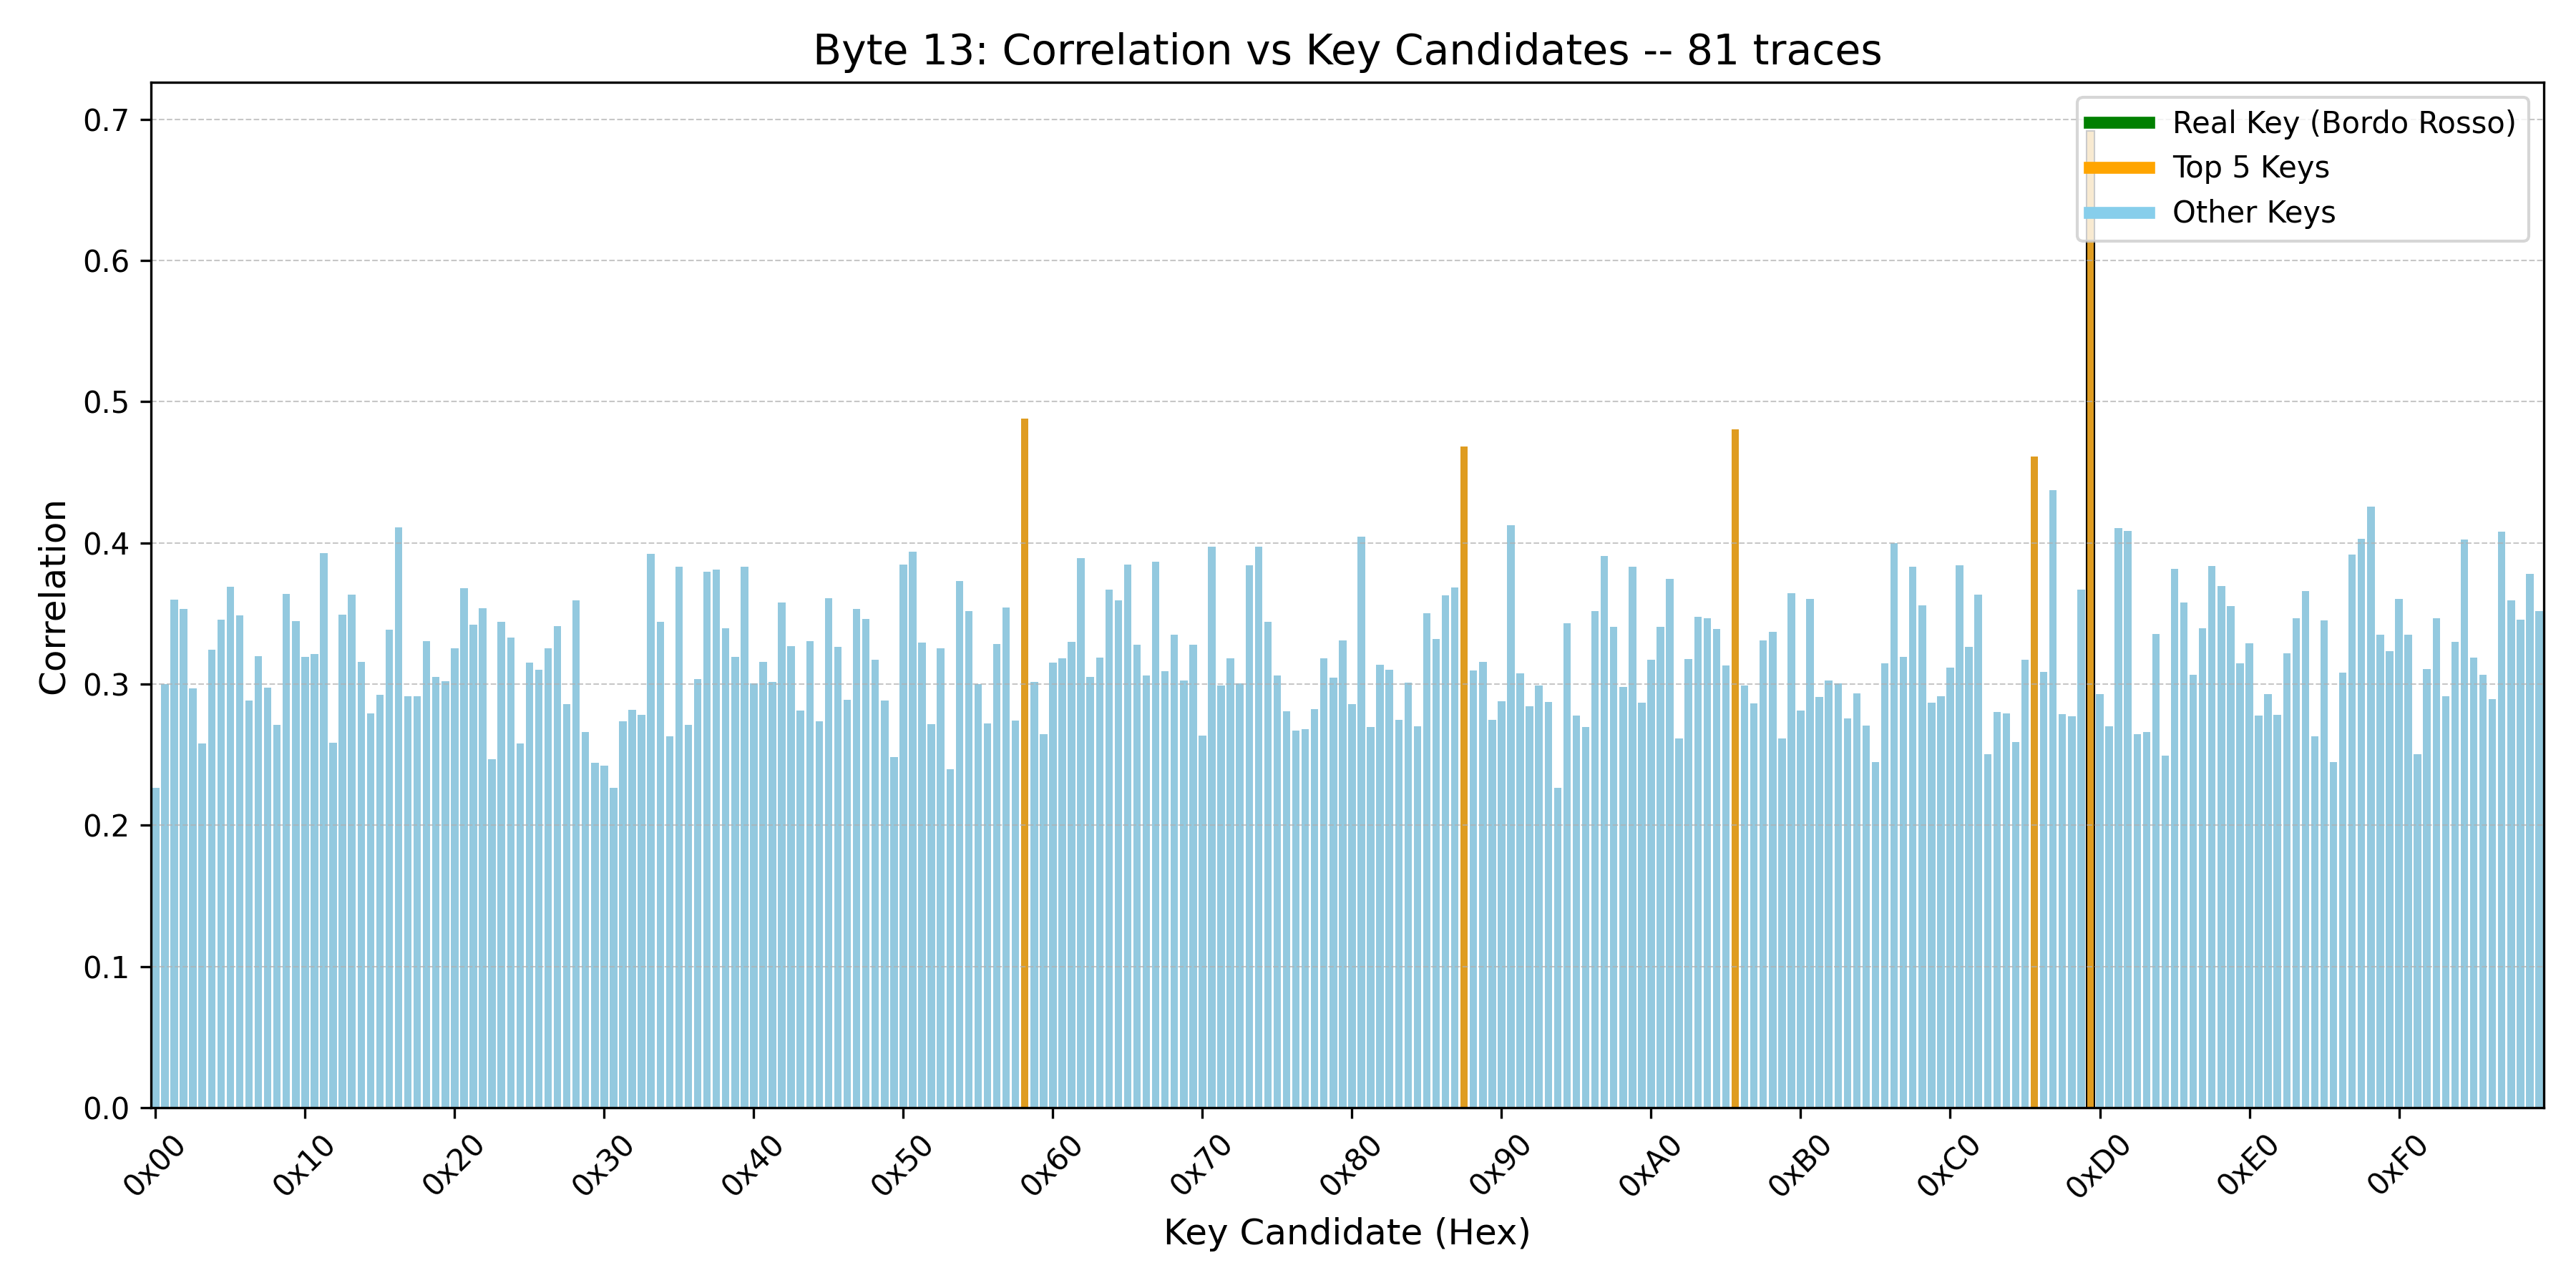 Byte 13: Correlation vs Key Candidates -- 81 traces
Real Key (Bordo Rosso)
Top 5 Keys
Other Keys
Correlation
0.7
0.6
0.5
0.4
0.3
0.2
0.1
0.0
0x00 0x10 0x20 0x30 0x40 0x50 0x60 0x70 0x80 0x90 0xA0 0xB0 0xC0 0xD0 0xE0 0xF0
Key Candidate (Hex)